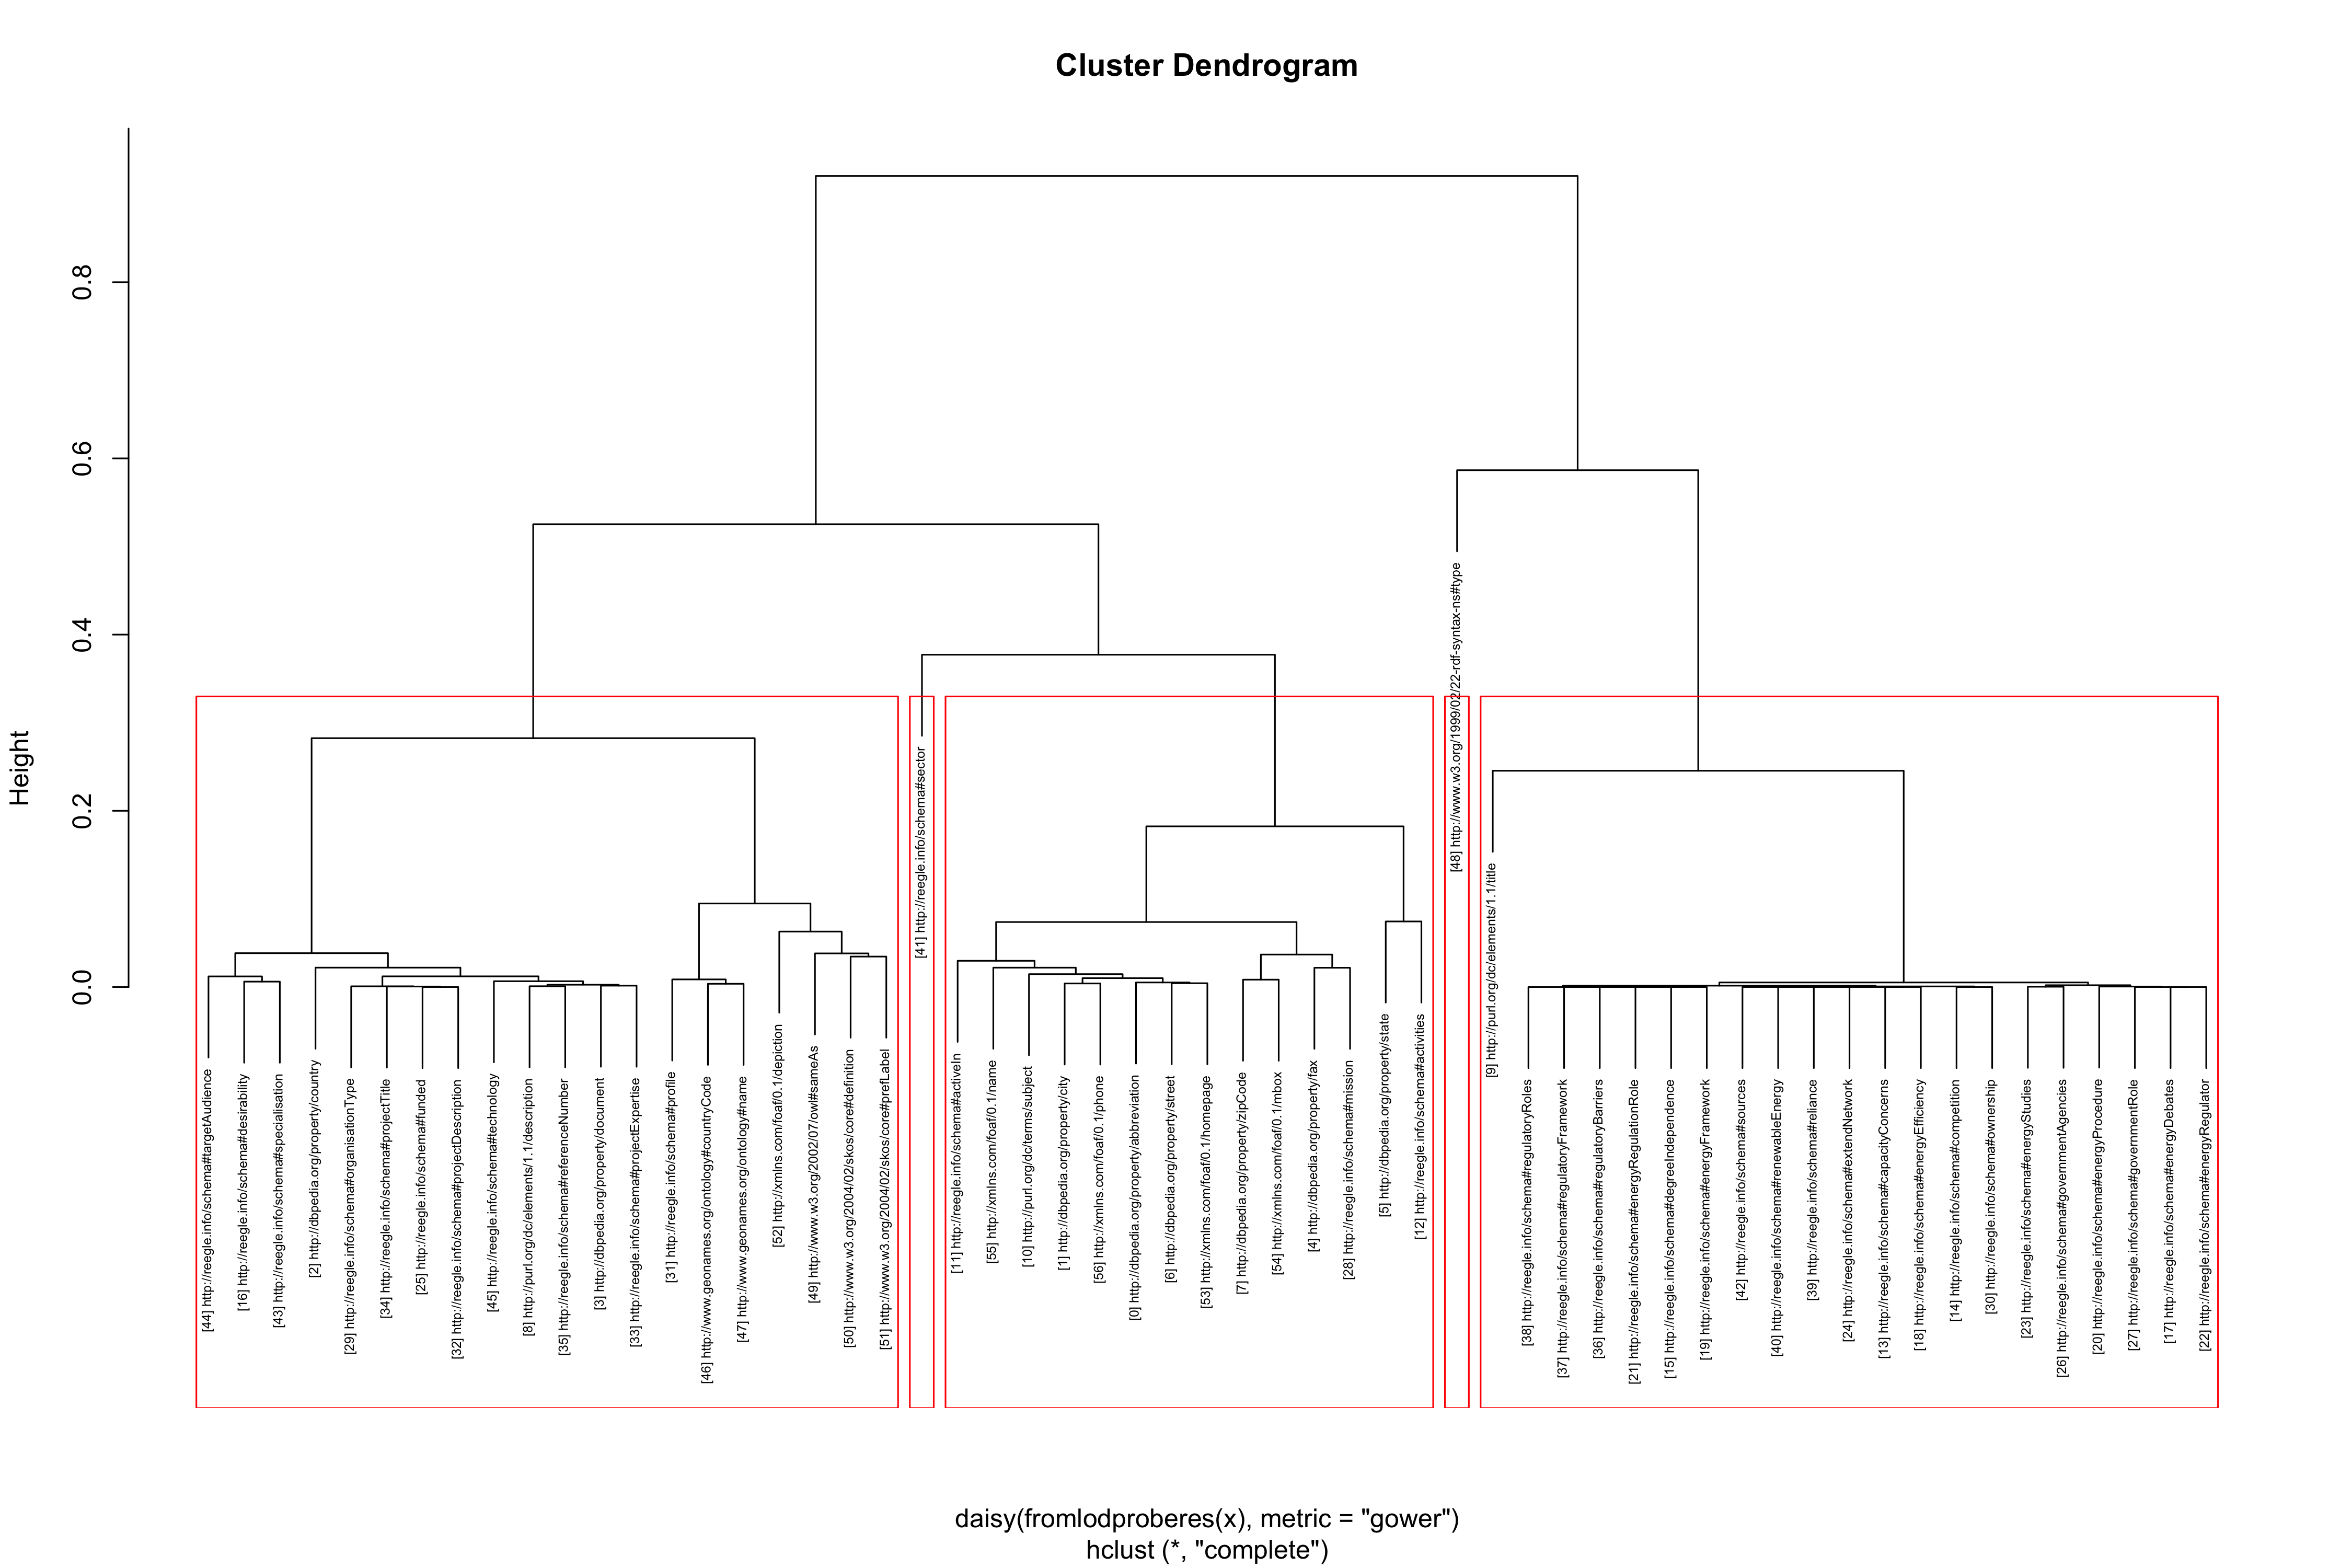 Cluster Dendrogram
Height
0.0
0.2
0.4
0.6
0.8
[44] http://reegle.info/schema#targetAudience
[16] http://reegle.info/schema#desirability
[43] http://reegle.info/schema#specialisation
[2] http://dbpedia.org/property/country
[29] http://reegle.info/schema#organisationType
[34] http://reegle.info/schema#projectTitle
[25] http://reegle.info/schema#funded
[32] http://reegle.info/schema#projectDescription
[45] http://reegle.info/schema#technology
[8] http://purl.org/dc/elements/1.1/description
[35] http://reegle.info/schema#referenceNumber
[3] http://dbpedia.org/property/document
[33] http://reegle.info/schema#projectExpertise
[31] http://reegle.info/schema#profile
[46] http://www.geonames.org/ontology#countryCode
[47] http://www.geonames.org/ontology#name
[52] http://xmlns.com/foaf/0.1/depiction
[49] http://www.w3.org/2002/07/owl#sameAs
[50] http://www.w3.org/2004/02/skos/core#definition
[51] http://www.w3.org/2004/02/skos/core#prefLabel
[41] http://reegle.info/schema#sector
[11] http://reegle.info/schema#activeIn
[55] http://xmlns.com/foaf/0.1/name
[10] http://purl.org/dc/terms/subject
[1] http://dbpedia.org/property/city
[56] http://xmlns.com/foaf/0.1/phone
[0] http://dbpedia.org/property/abbreviation
[6] http://dbpedia.org/property/street
[53] http://xmlns.com/foaf/0.1/homepage
[7] http://dbpedia.org/property/zipCode
[54] http://xmlns.com/foaf/0.1/mbox
[4] http://dbpedia.org/property/fax
[28] http://reegle.info/schema#mission
[5] http://dbpedia.org/property/state
[12] http://reegle.info/schema#activities
[48] http://www.w3.org/1999/02/22-rdf-syntax-ns#type
[9] http://purl.org/dc/elements/1.1/title
[38] http://reegle.info/schema#regulatoryRoles
[37] http://reegle.info/schema#regulatoryFramework
[36] http://reegle.info/schema#regulatoryBarriers
[21] http://reegle.info/schema#energyRegulationRole
[15] http://reegle.info/schema#degreeIndependence
[19] http://reegle.info/schema#energyFramework
[42] http://reegle.info/schema#sources
[40] http://reegle.info/schema#renewableEnergy
[39] http://reegle.info/schema#reliance
[24] http://reegle.info/schema#extendNetwork
[13] http://reegle.info/schema#capacityConcerns
[18] http://reegle.info/schema#energyEfficiency
[14] http://reegle.info/schema#competition
[30] http://reegle.info/schema#ownership
[23] http://reegle.info/schema#energyStudies
[26] http://reegle.info/schema#governmentAgencies
[20] http://reegle.info/schema#energyProcedure
[27] http://reegle.info/schema#governmentRole
[17] http://reegle.info/schema#energyDebates
[22] http://reegle.info/schema#energyRegulator
daisy(fromlodproberes(x), metric = "gower")
hclust (*, "complete")